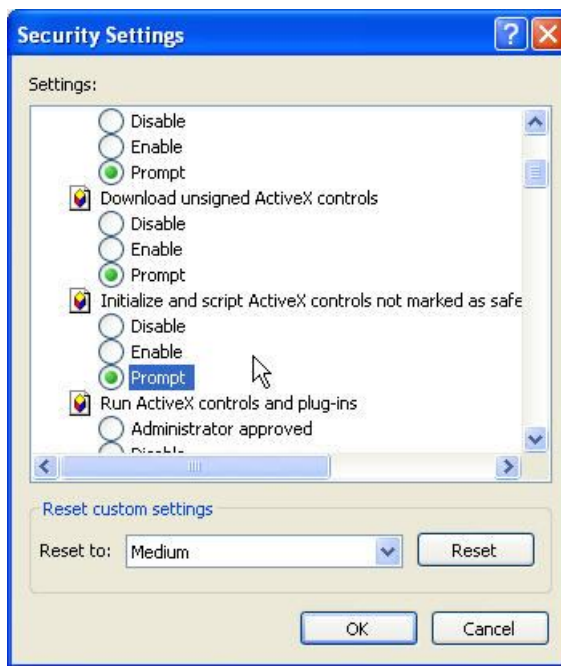 Security Settings
Settings:
Disable
Enable
Prompt
Download unsigned ActiveX controls
Disable
Enable
Prompt
Initialize and script ActiveX controls not marked as safe
Disable
Enable
Prompt
Run ActiveX controls and plug-ins
Administrator approved
Disable
Reset custom settings
Reset to: Medium Reset
OK Cancel